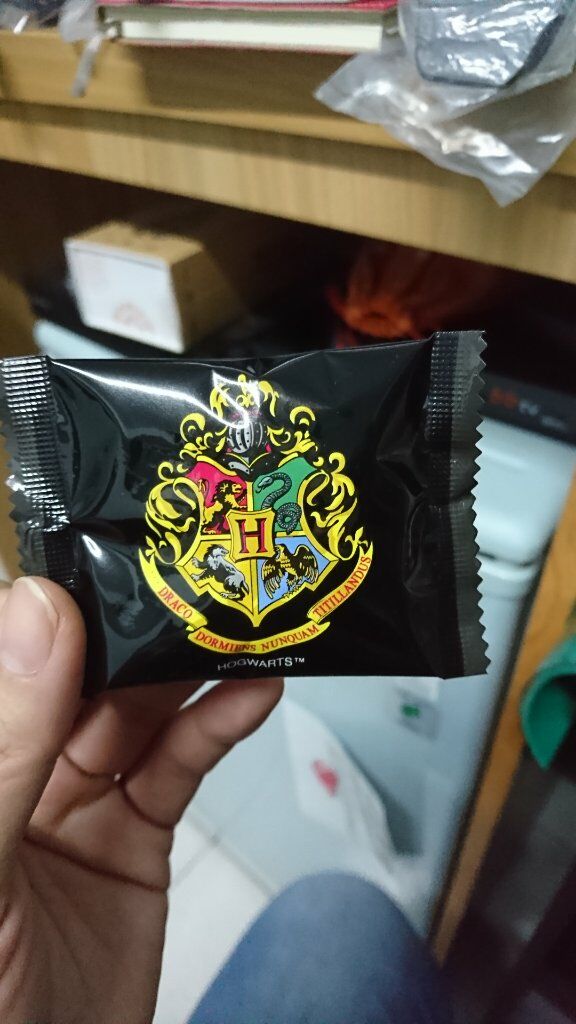 H
DRACO
DORMIENS NUNQUAM
TITILLANDUS
HOGWARTS™